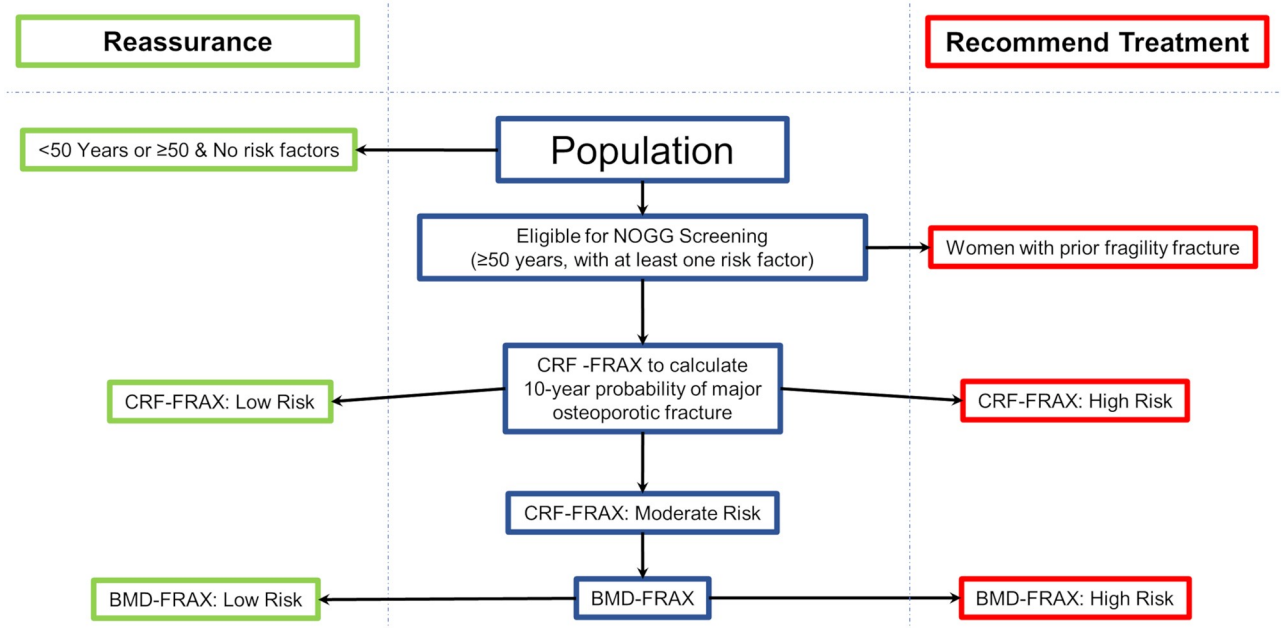 Reassurance
Recommend Treatment
<50 Years or ≥50 & No risk factors
Population
Eligible for NOGG Screening
(≥50 years, with at least one risk factor)
Women with prior fragility fracture
CRF -FRAX to calculate
10-year probability of major
osteoporotic fracture
CRF-FRAX: Low Risk
CRF-FRAX: High Risk
CRF-FRAX: Moderate Risk
BMD-FRAX: Low Risk
BMD-FRAX
BMD-FRAX: High Risk